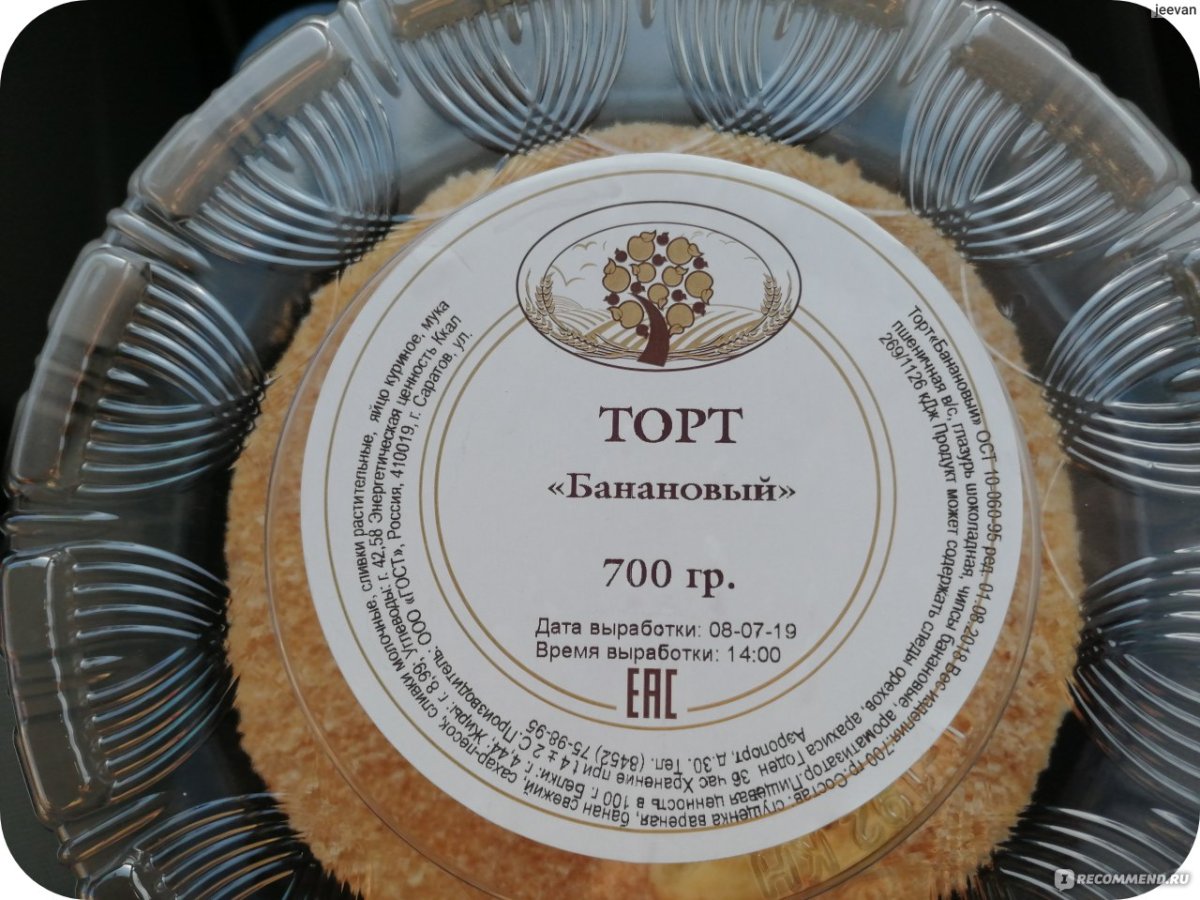 jeevan
ТОРТ
«Банановый»
700 гр.
Дата выработки: 08-07-19
Время выработки: 14:00
EAC
Торт«Банановый» ОСТ 10-060-95 ред. 01.08.2018 Вес изделия:700 гр Состав: сгущенка вареная, банан свежий, сахар-песок, сливки молочные, сливки растительные, яйцо куриное, мука
пшеничная в/с, глазурь шоколадная, чипсы банановые, ароматизатор.Пищевая ценность в 100 г. Белки: г. 4,44; Жиры: г. 8,99; Углеводы: г. 42,58 Энергетическая ценность Ккал
269/1126 кДж Продукт может содержать следы орехов, арахиса Годен 36 час Хранение при t 4 ± 2 С Производитель: ООО «ГОСТ», Россия, 410019, г. Саратов, ул.
Аэропорт, д.30. Тел. (8452) 75-98-95
IRECOMMEND.RU